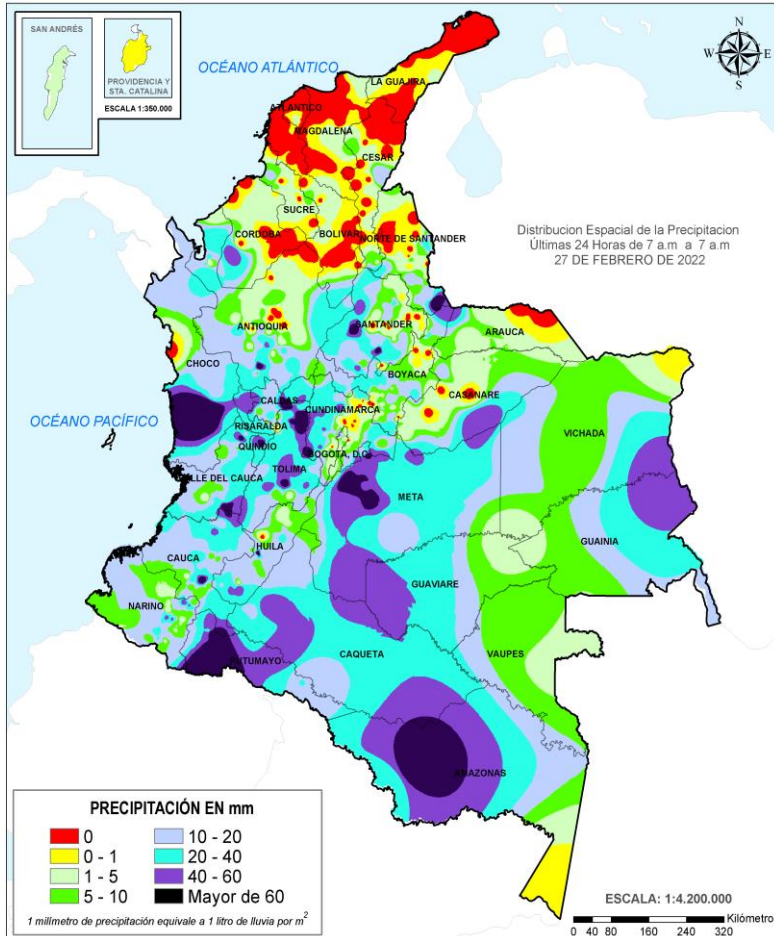 SAN ANDRÉS
PROVIDENCIA Y
STA. CATALINA
ESCALA 1:350.000
OCÉANO ATLÁNTICO
N
W
E
S
LA GUAJIRA
ATLANTICO
MAGDALENA
CESAR
SUCRE
CORDOBA
BOLIVAR
NORTE DE SANTANDER
Distribucion Espacial de la Precipitacion
Últimas 24 Horas de 7 a.m a 7 a.m
27 DE FEBRERO DE 2022
ANTIOQUIA
SANTANDER
ARAUCA
CHOCO
BOYACA
CASANARE
OCÉANO PACÍFICO
CALDAS
CUNDINAMARCA
RISARALDA
VICHADA
QUINDIO
BOGOTA, D.C.
TOLIMA
VALLE DEL CAUCA
META
GUAINIA
HUILA
CAUCA
GUAVIARE
NARINO
CAQUETA
VAUPES
PUTUMAYO
AMAZONAS
PRECIPITACIÓN EN mm
0
10 - 20
0 - 1
20 - 40
1 - 5
40 - 60
5 - 10
Mayor de 60
1 milímetro de precipitación equivale a 1 litro de lluvia por m²
ESCALA: 1:4.200.000
Kilómetro
0 40 80 160 240 320